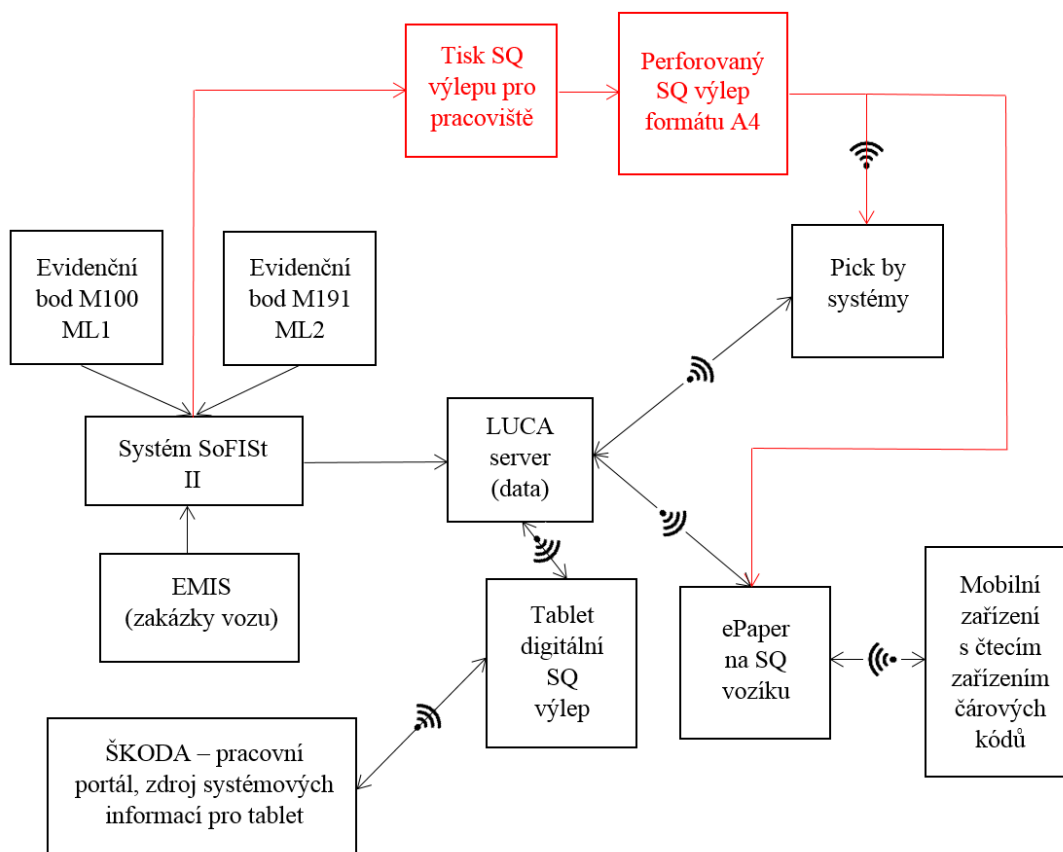 Tisk SQ
výlepu pro
pracoviště
Perforovaný
SQ výlep
formátu A4
Evidenční
bod M100
ML1
Evidenční
bod M191
ML2
Pick by
systémy
Systém SoFISt
II
LUCA
server
(data)
EMIS
(zakázky vozu)
Tablet
digitální
SQ
výlep
ePaper
na SQ
vozíku
Mobilní
zařízení
s čtecím
zařízením
čárových
kódů
ŠKODA – pracovní
portál, zdroj systémových
informací pro tablet